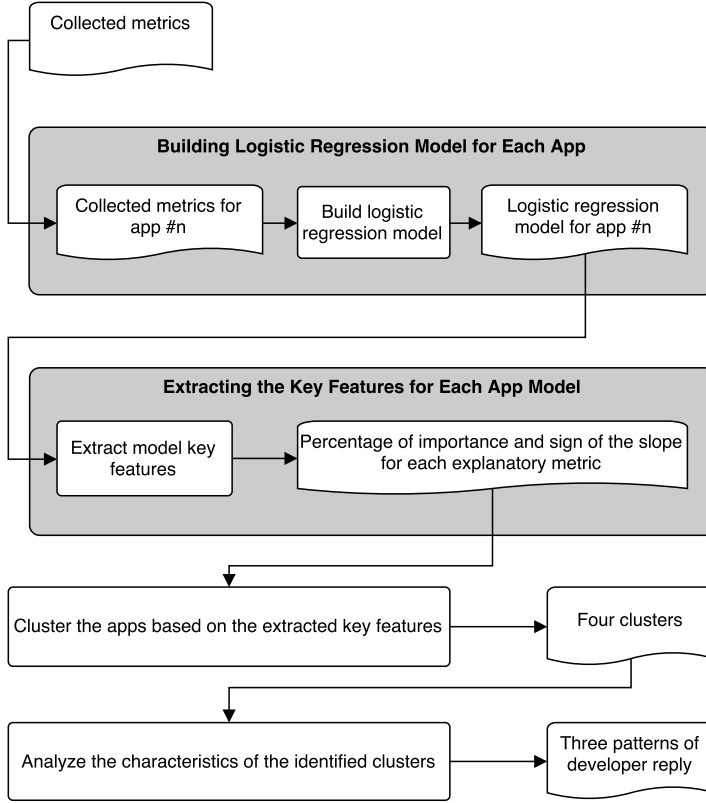 Collected metrics
Building Logistic Regression Model for Each App
Collected metrics for
app #n
Build logistic
regression model
Logistic regression
model for app #n
Extracting the Key Features for Each App Model
Extract model key
features
Percentage of importance and sign of the slope
for each explanatory metric
Cluster the apps based on the extracted key features
Four clusters
Analyze the characteristics of the identified clusters
Three patterns of
developer reply